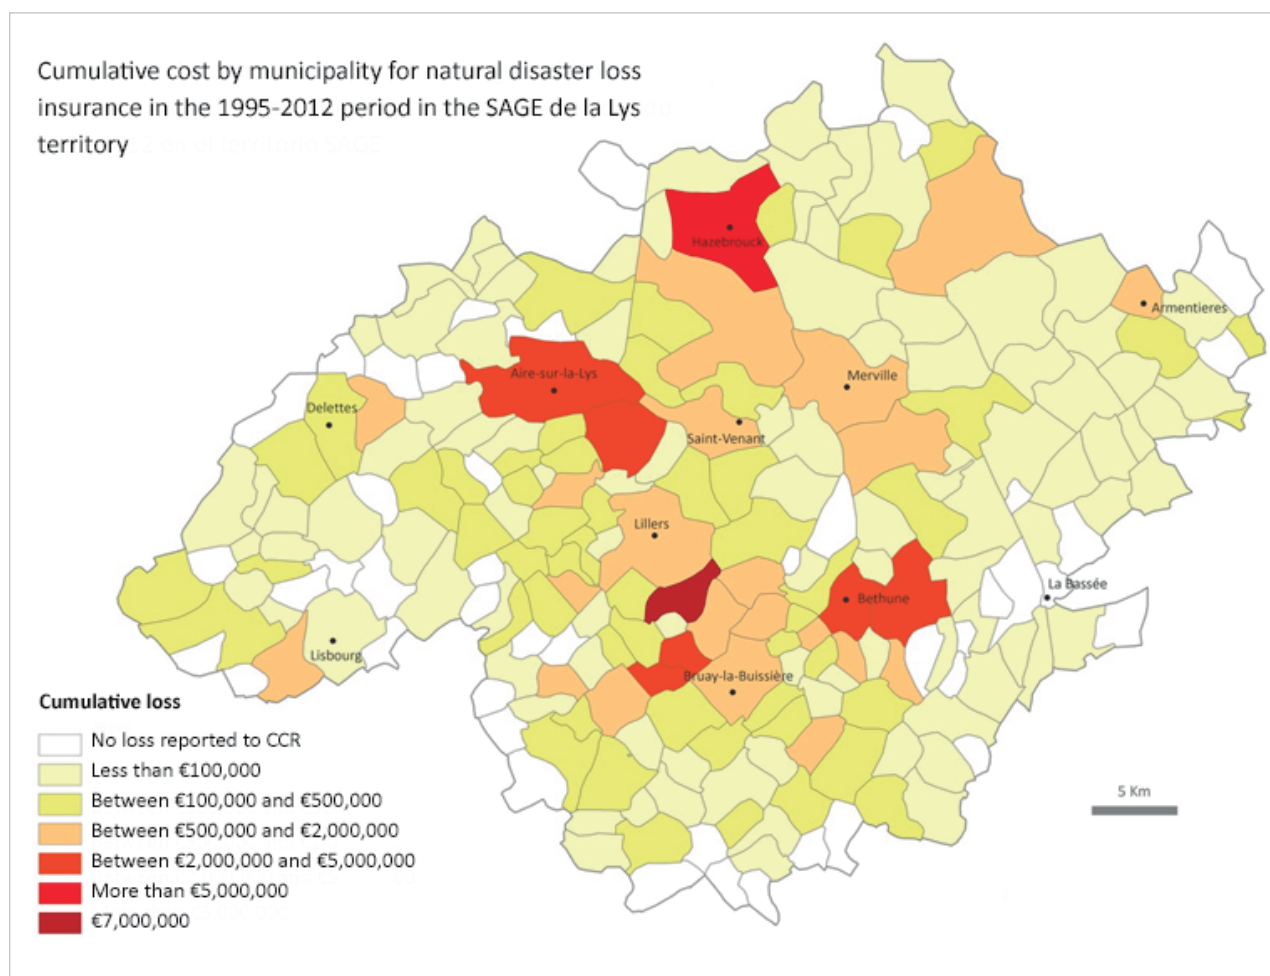 Cumulative cost by municipality for natural disaster loss
insurance in the 1995-2012 period in the SAGE de la Lys
territory
Hazebrouck
Armentieres
Aire-sur-la-Lys
Merville
Delettes
Saint-Venant
Lillers
La Bassée
Bethune
Lisbourg
Bruay-la-Buissière
Cumulative loss
No loss reported to CCR
Less than €100,000
Between €100,000 and €500,000
Between €500,000 and €2,000,000
Between €2,000,000 and €5,000,000
More than €5,000,000
€7,000,000
5 Km